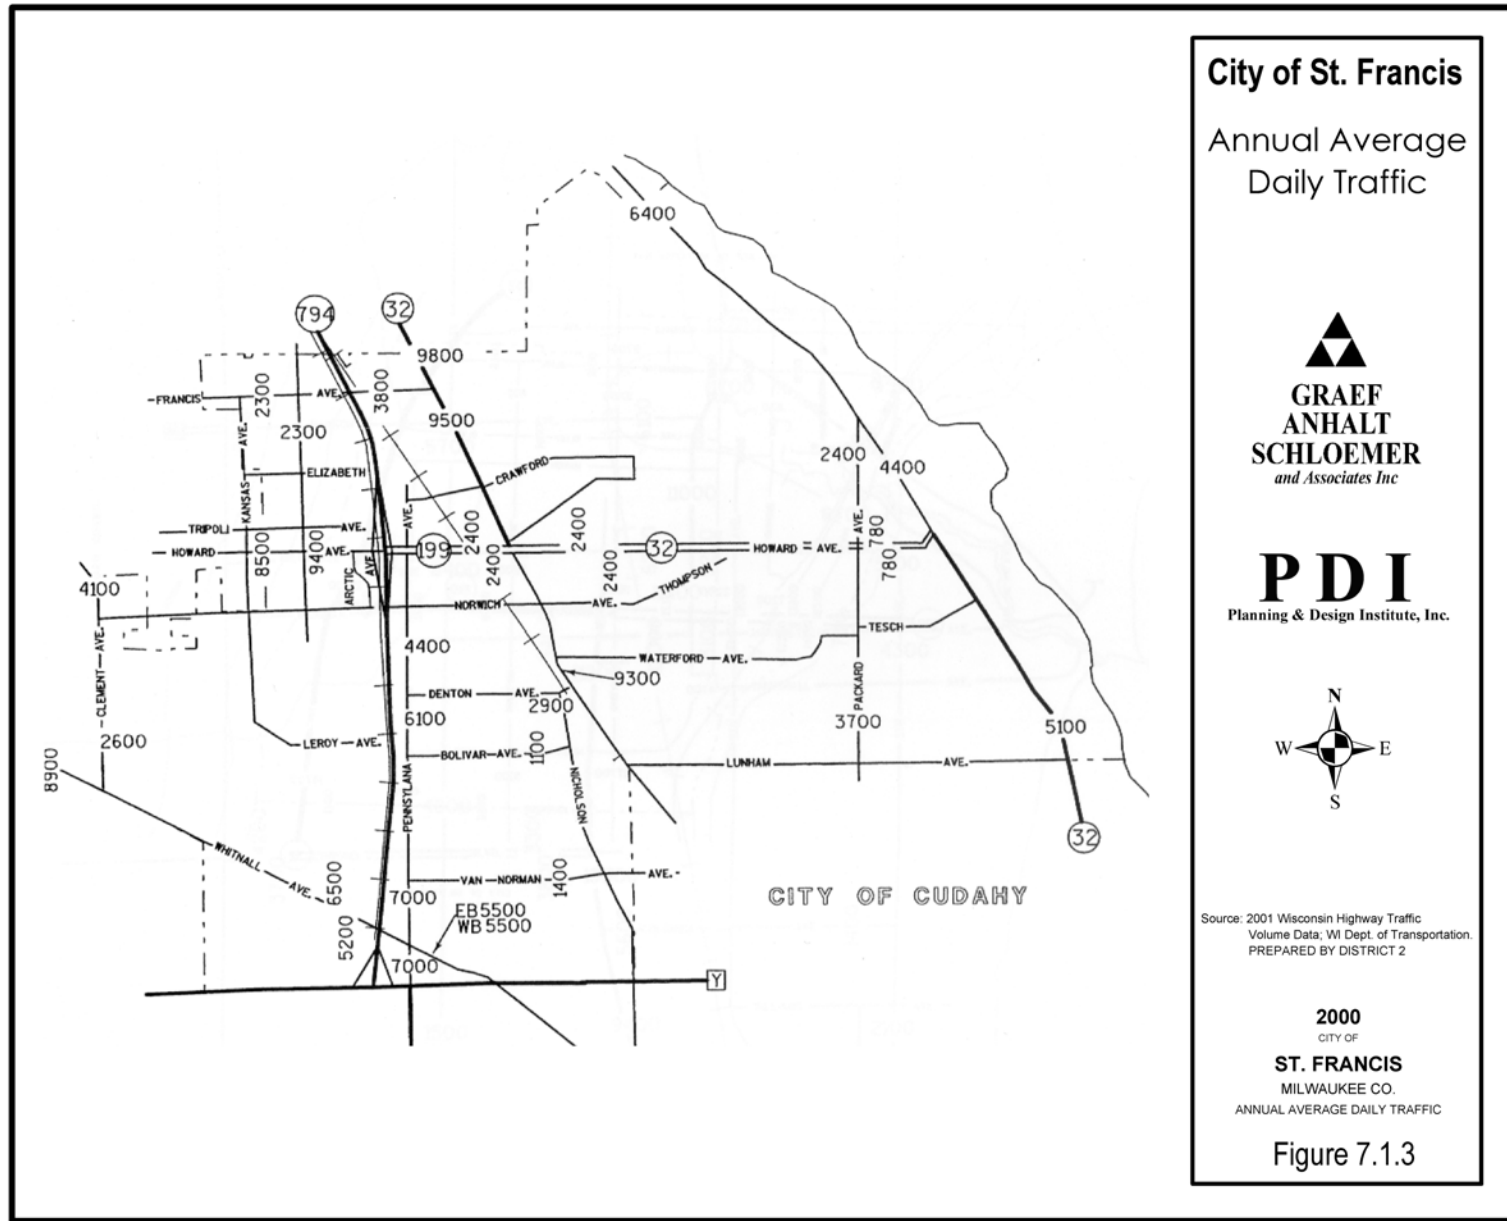 City of St. Francis
Annual Average
Daily Traffic
GRAEF
ANHALT
SCHLOEMER
and Associates Inc
PDI
Planning & Design Institute, Inc.
N
W E
S
Source: 2001 Wisconsin Highway Traffic
Volume Data; WI Dept. of Transportation.
PREPARED BY DISTRICT 2
2000
CITY OF
ST. FRANCIS
MILWAUKEE CO.
ANNUAL AVERAGE DAILY TRAFFIC
Figure 7.1.3
6400
794
32
9800
FRANCIS AVE.
2300
3800
9500
2300
KANSAS AVE.
ELIZABETH
CRAWFORD
2400
4400
TRIPOLI AVE.
HOWARD AVE.
8500
9400
ARCTIC AVE
199
2400
2400
2400
2400
32
HOWARD AVE.
780
780
THOMPSON
4100
NORWICH AVE.
CLEMENT AVE.
4400
TESCH
WATERFORD AVE.
9300
DENTON AVE.
2900
PACKARD AVE.
6100
3700
5100
2600
LEROY AVE.
BOLIVAR AVE.
1100
LUNHAM AVE.
8900
PENNSYLANA AVE.
NICHOLSON
32
WHITNALL AVE.
6500
VAN NORMAN AVE.
1400
7000
EB 5500
WB 5500
5200
7000
Y
CITY OF CUDAHY